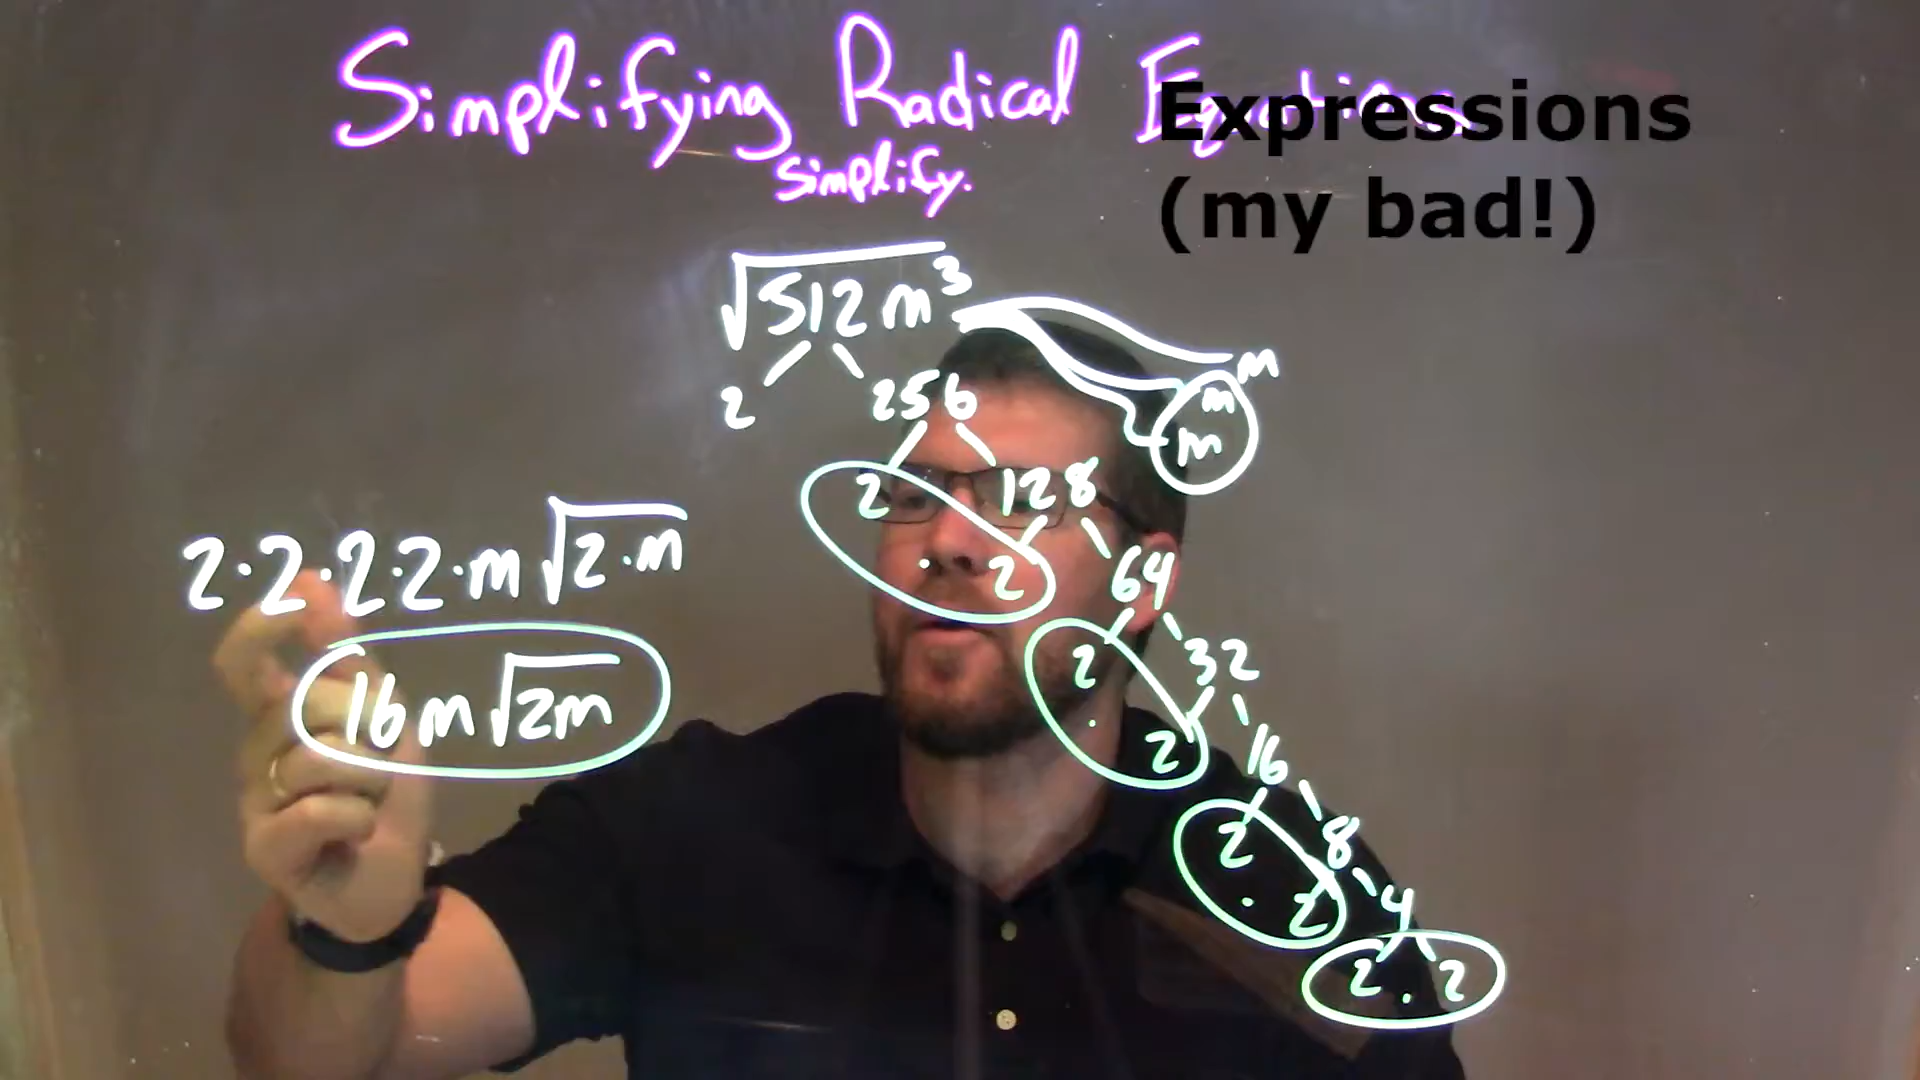 Simplifying Radical Equations
Expressions
(my bad!)
simplify.
√512m³
m
2 256
m
m
2 128
2 · 2 · 2 · 2 · m√2 · m
· 2 64
16m√2m
2 32
· 2 16
2 8
· 2 4
2 · 2